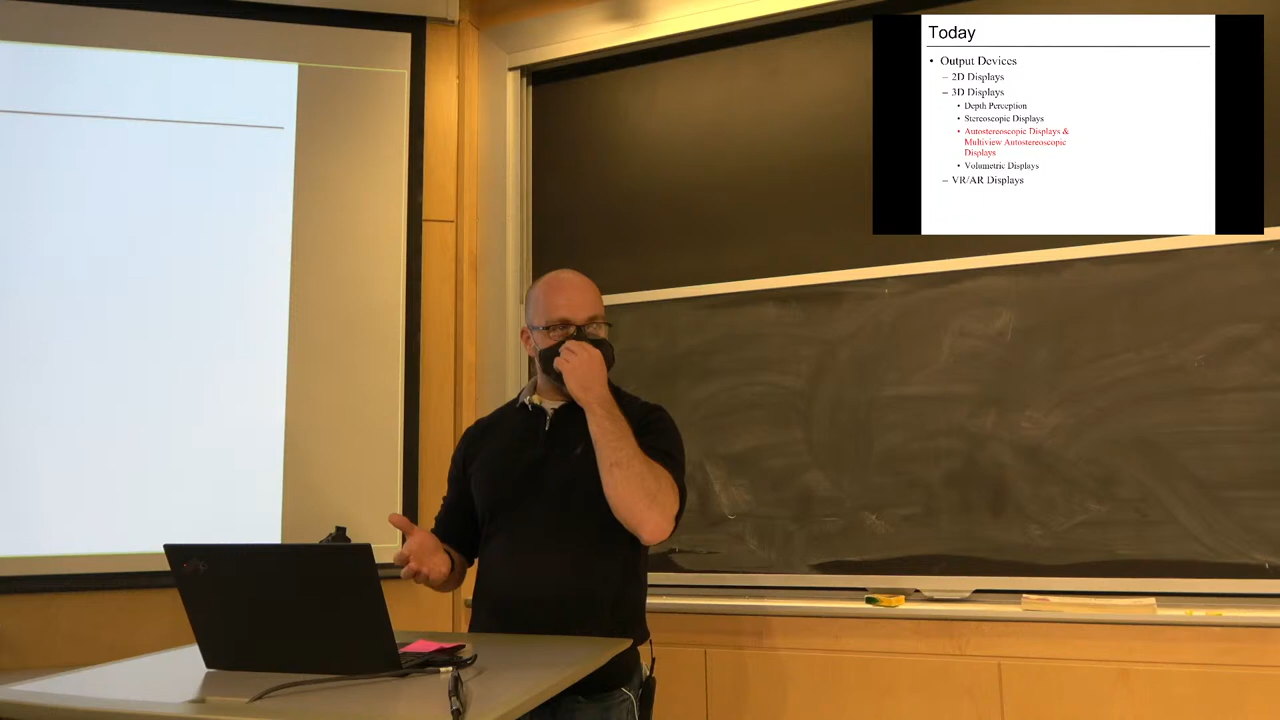 Today
• Output Devices
– 2D Displays
– 3D Displays
• Depth Perception
• Stereoscopic Displays
• Autostereoscopic Displays &
Multiview Autostereoscopic
Displays
• Volumetric Displays
– VR/AR Displays